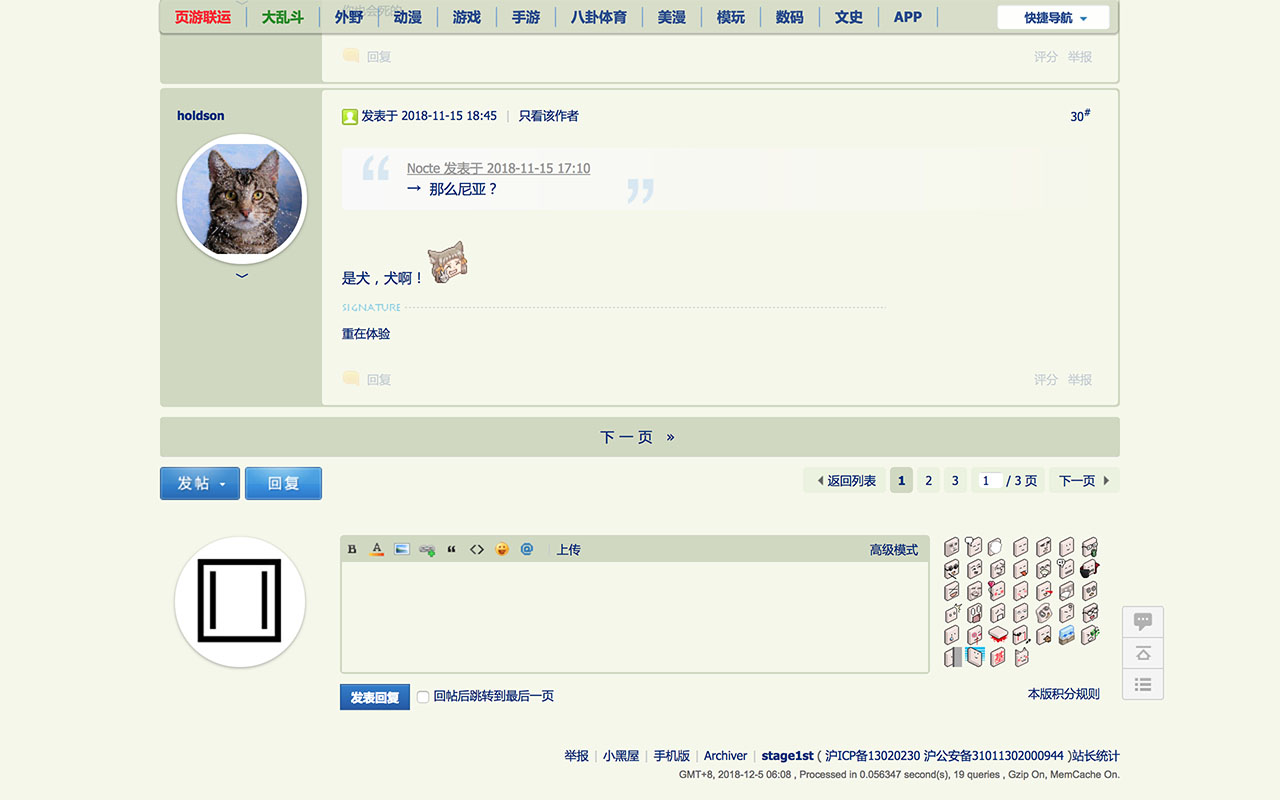 页游联运 大乱斗 外野 动漫 游戏 手游 八卦体育 美漫 模玩 数码 文史 APP 快捷导航
回复 评分 举报
holdson
发表于 2018-11-15 18:45 | 只看该作者 30#
Nocte 发表于 2018-11-15 17:10
→ 那么尼亚？
是犬，犬啊！
SIGNATURE
重在体验
回复 评分 举报
下一页 »
发帖 回复 返回列表 1 2 3 1 / 3 页 下一页
B A “ <> @ 上传 高级模式
发表回复 回帖后跳转到最后一页 本版积分规则
举报 | 小黑屋 | 手机版 | Archiver | stage1st ( 沪ICP备13020230 沪公安备31011302000944 )站长统计
GMT+8, 2018-12-5 06:08 , Processed in 0.056347 second(s), 19 queries , Gzip On, MemCache On.